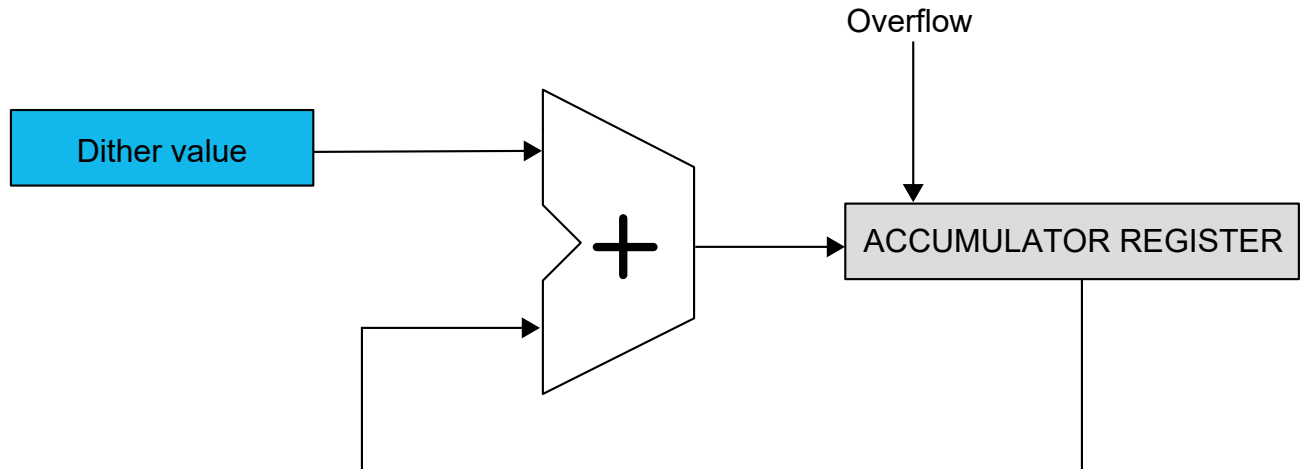 Overflow
Dither value
+
ACCUMULATOR REGISTER